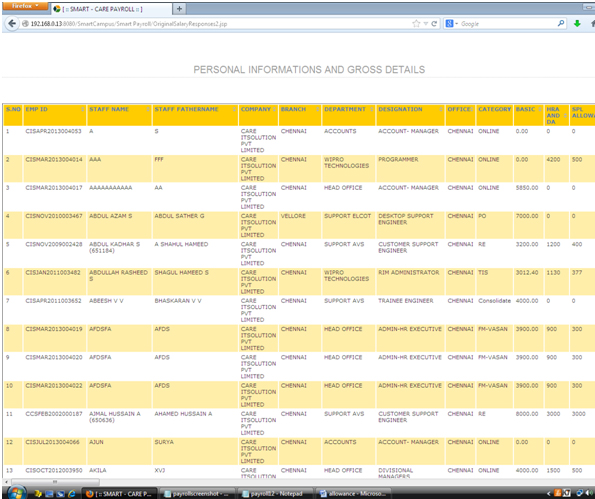 Firefox
[ :: SMART - CARE PAYROLL :: ]
192.168.0.13:8080/SmartCampus/Smart Payroll/OriginalSalaryResponses2.jsp
Google
PERSONAL INFORMATIONS AND GROSS DETAILS
S.NO EMP ID STAFF NAME STAFF FATHERNAME COMPANY BRANCH DEPARTMENT DESIGNATION OFFICE CATEGORY BASIC HRA AND DA SPL ALLOWA
1 CISAPR2013004053 A S CARE ITSOLUTION PVT LIMITED CHENNAI ACCOUNTS ACCOUNT- MANAGER CHENNAI ONLINE 0.00 0 0
2 CISMAR2013004014 AAA FFF CARE ITSOLUTION PVT LIMITED CHENNAI WIPRO TECHNOLOGIES PROGRAMMER CHENNAI ONLINE 0.00 4200 500
3 CISMAR2013004017 AAAAAAAAAAA AA CARE ITSOLUTION PVT LIMITED CHENNAI HEAD OFFICE ACCOUNT- MANAGER CHENNAI ONLINE 5850.00 0 0
4 CISNOV2010003467 ABDUL AZAM S ABDUL SATHER G CARE ITSOLUTION PVT LIMITED VELLORE SUPPORT ELCOT DESKTOP SUPPORT ENGINEER CHENNAI PO 7000.00 0 0
5 CISNOV2009002428 ABDUL KADHAR S (651184) A SHAHUL HAMEED CARE ITSOLUTION PVT LIMITED CHENNAI SUPPORT AVS CUSTOMER SUPPORT ENGINEER CHENNAI RE 3200.00 1200 400
6 CISJAN2011003482 ABDULLAH RASHEED S SHAGUL HAMEED S CARE ITSOLUTION PVT LIMITED CHENNAI WIPRO TECHNOLOGIES RIM ADMINISTRATOR CHENNAI TIS 3012.40 1130 377
7 CISAPR2011003652 ABEESH V V BHASKARAN V V CARE ITSOLUTION PVT LIMITED CHENNAI SUPPORT AVS TRAINEE ENGINEER CHENNAI Consolidate 4000.00 0 0
8 CISMAR2013004019 AFDSFA AFDS CARE ITSOLUTION PVT LIMITED CHENNAI HEAD OFFICE ADMIN-HR EXECUTIVE CHENNAI FM-VASAN 3900.00 900 300
9 CISMAR2013004020 AFDSFA AFDS CARE ITSOLUTION PVT LIMITED CHENNAI HEAD OFFICE ADMIN-HR EXECUTIVE CHENNAI FM-VASAN 3900.00 900 300
10 CISMAR2013004022 AFDSFA AFDS CARE ITSOLUTION PVT LIMITED CHENNAI HEAD OFFICE ADMIN-HR EXECUTIVE CHENNAI FM-VASAN 3900.00 900 300
11 CCSFEB2002000187 AJMAL HUSSAIN A (650636) AHAMED HUSSAIN A CARE ITSOLUTION PVT LIMITED CHENNAI SUPPORT AVS CUSTOMER SUPPORT ENGINEER CHENNAI RE 8000.00 3000 3000
12 CISJUL2013004066 AJUN SURYA CARE ITSOLUTION PVT LIMITED CHENNAI ACCOUNTS ACCOUNT- MANAGER CHENNAI ONLINE 0.00 0 0
13 CISOCT2012003950 AKILA XVJ CARE ITSOLUTION CHENNAI HEAD OFFICE DIVISIONAL MANAGERS CHENNAI ONLINE 4000.00 1500 500
[ :: SMART - CARE P... payrollscreenshot - ... payroll12 - Notepad allowance - Microso...